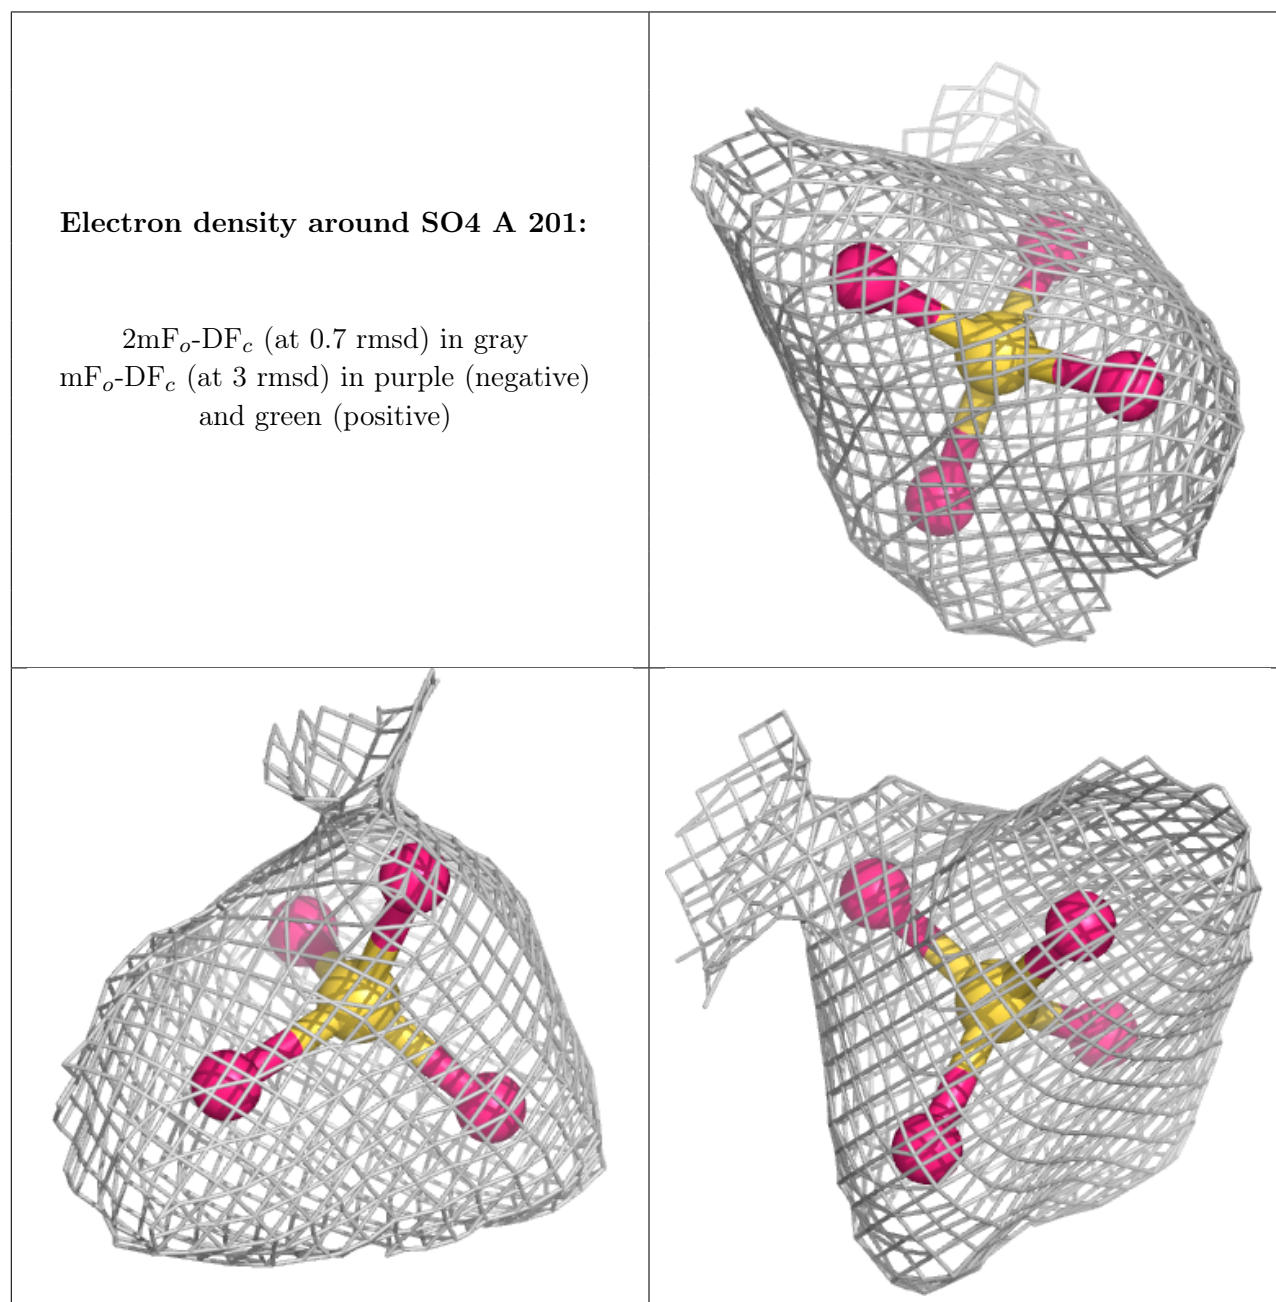 Electron density around SO4 A 201:
2mFo-DFc (at 0.7 rmsd) in gray
mFo-DFc (at 3 rmsd) in purple (negative)
and green (positive)